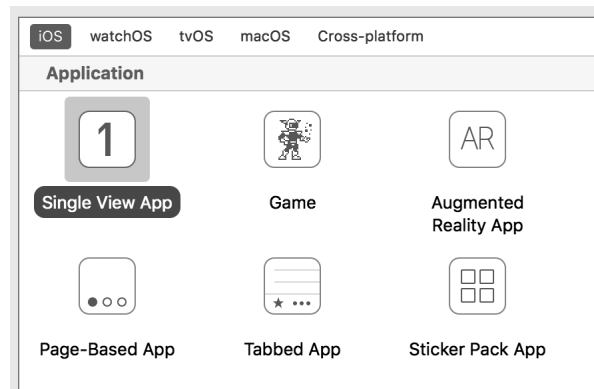 iOS watchOS tvOS macOS Cross-platform
Application
1 AR
Single View App Game Augmented
Reality App
Page-Based App Tabbed App Sticker Pack App